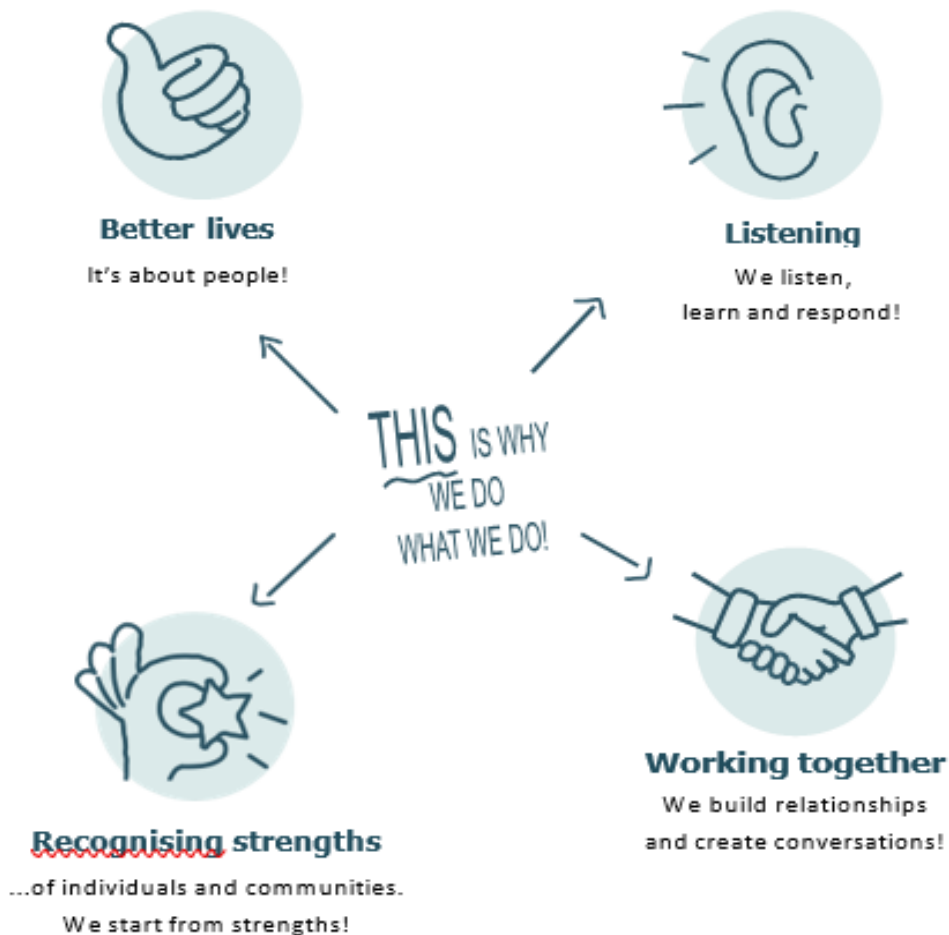 Better lives
It's about people!
Listening
We listen,
learn and respond!
THIS IS WHY
WE DO
WHAT WE DO!
Recognising strengths
...of individuals and communities.
We start from strengths!
Working together
We build relationships
and create conversations!